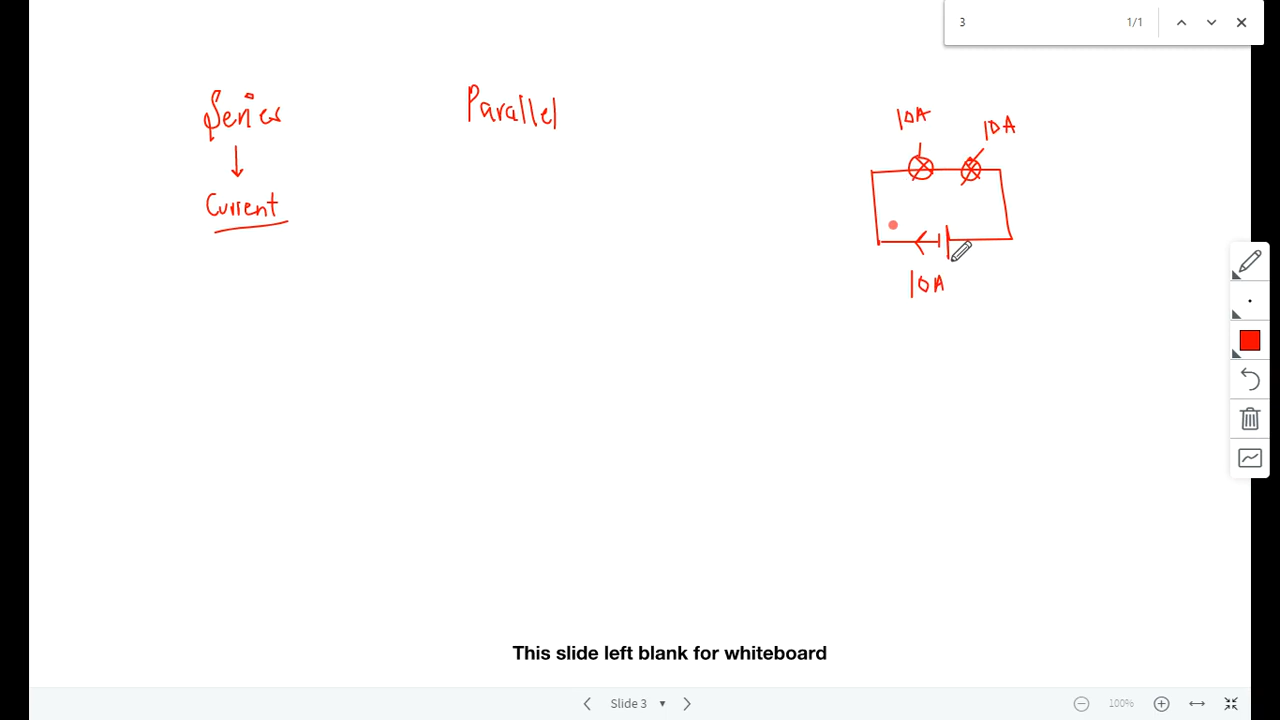 3
1/1
Series
Parallel
10A
10A
Current
10A
This slide left blank for whiteboard
Slide 3
100%